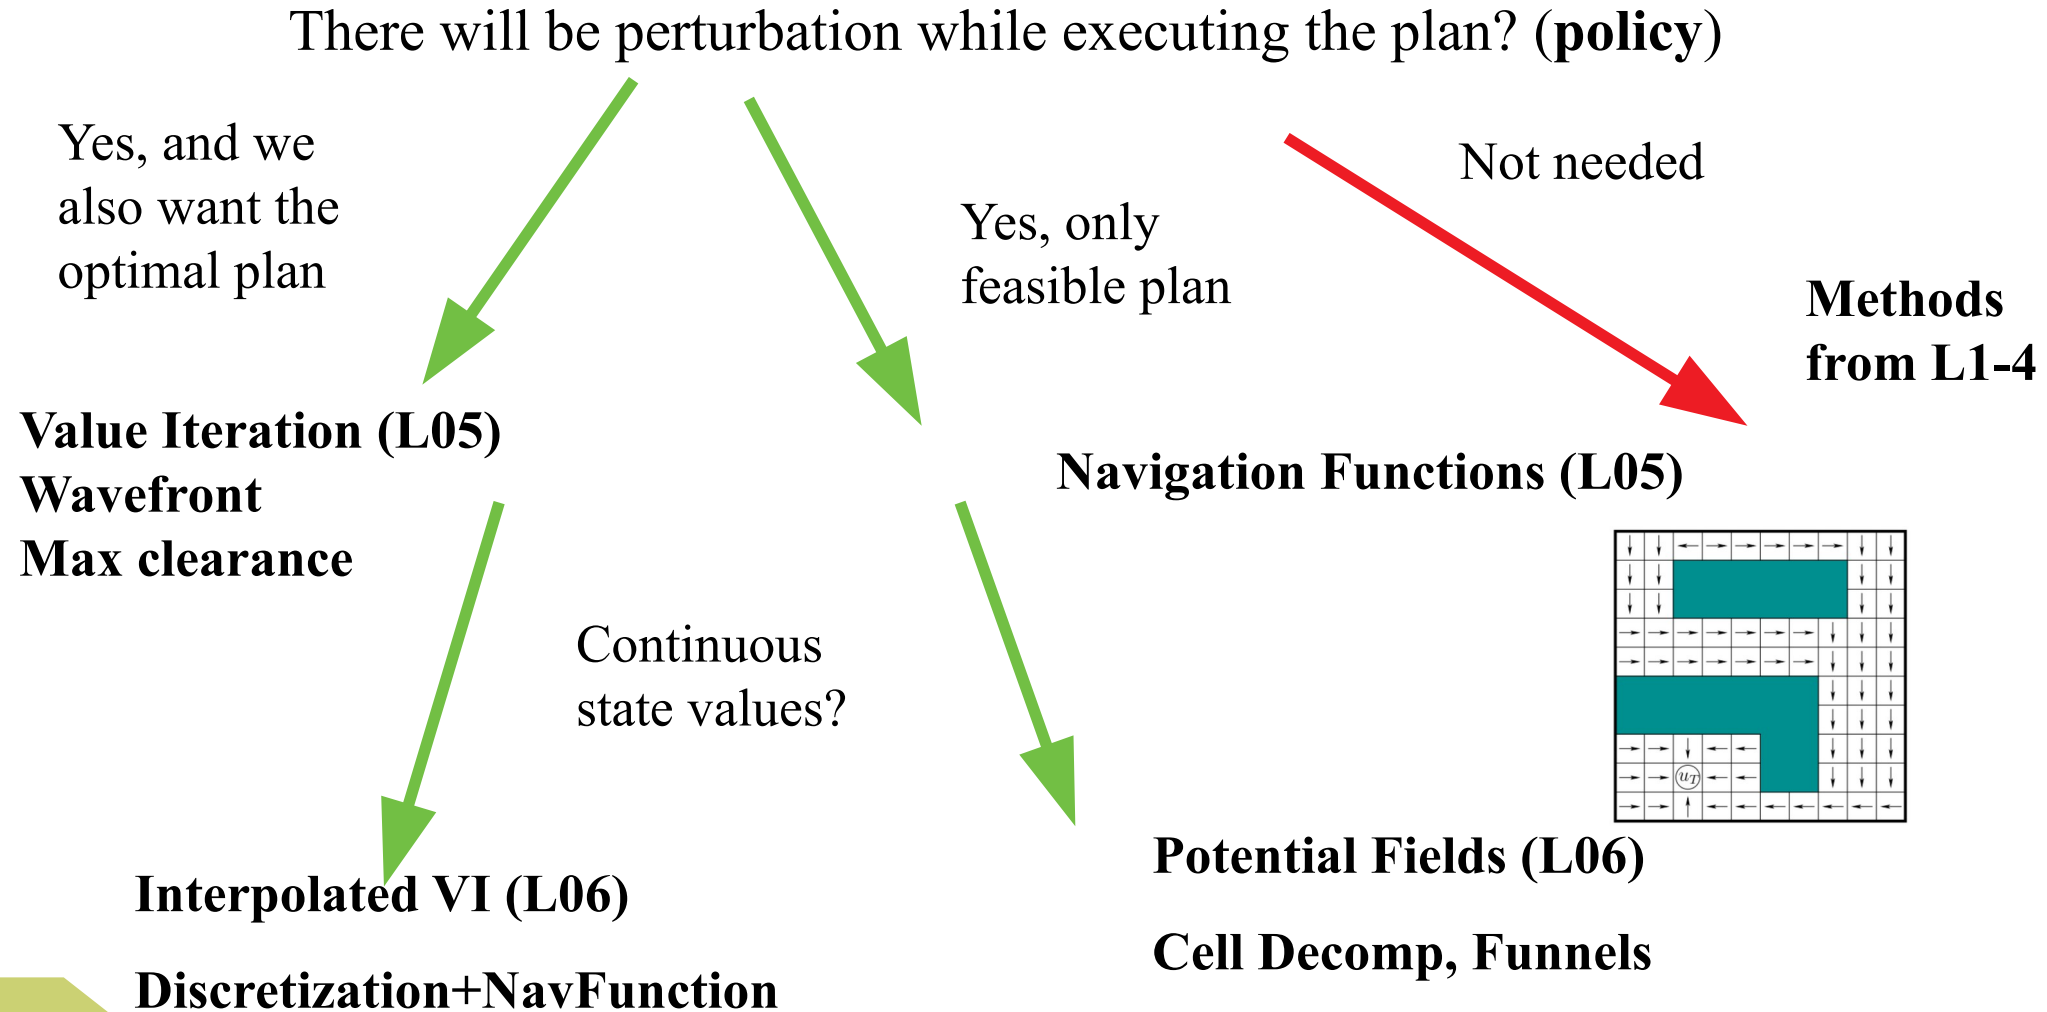 There will be perturbation while executing the plan? (policy)
Yes, and we
also want the
optimal plan
Yes, only
feasible plan
Not needed
Methods
from L1-4
Value Iteration (L05)
Wavefront
Max clearance
Navigation Functions (L05)
Continuous
state values?
u_T
Interpolated VI (L06)
Discretization+NavFunction
Potential Fields (L06)
Cell Decomp, Funnels